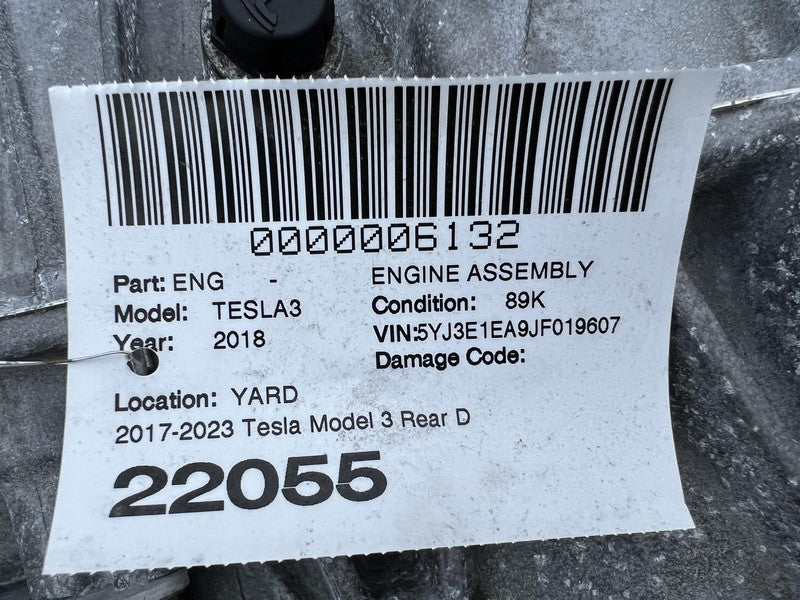 0000006132
Part: ENG - ENGINE ASSEMBLY
Model: TESLA3 Condition: 89K
Year: 2018 VIN:5YJ3E1EA9JF019607
Damage Code:
Location: YARD
2017-2023 Tesla Model 3 Rear D
22055